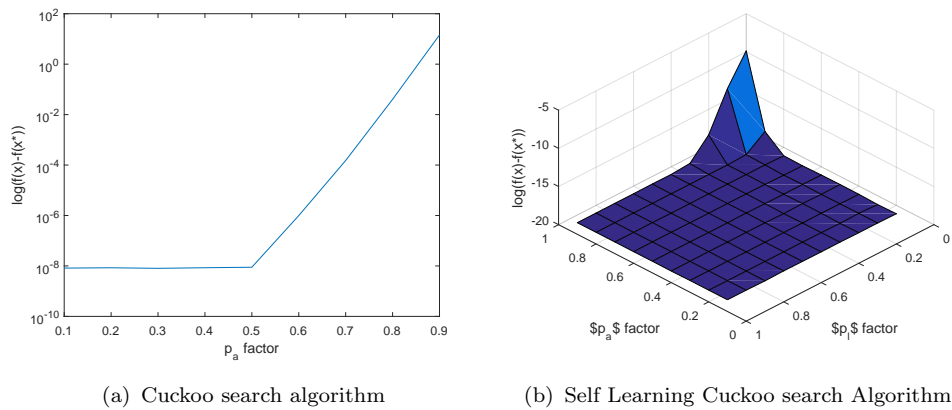 10^2
10^0
10^-2
10^-4
10^-6
10^-8
10^-10
log(f(x)-f(x*))
0.1 0.2 0.3 0.4 0.5 0.6 0.7 0.8 0.9
p_a factor
(a) Cuckoo search algorithm
-5
-10
-15
-20
log(f(x)-f(x*))
1 0.8 0.6 0.4 0.2 0
$p_a$ factor
1 0.8 0.6 0.4 0.2 0
$p_l$ factor
(b) Self Learning Cuckoo search Algorithm